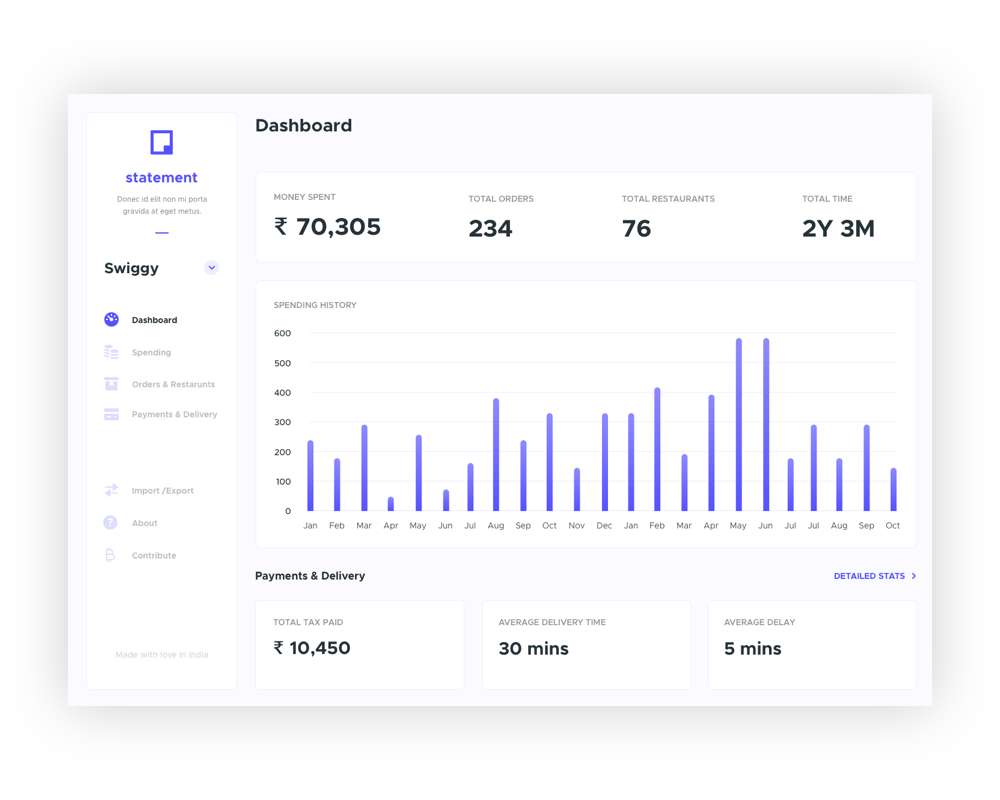 statement
Donec id elit non mi porta
gravida at eget metus.
Swiggy
Dashboard
Spending
Orders & Restarunts
Payments & Delivery
Import /Export
About
Contribute
Made with love in India
Dashboard
MONEY SPENT
₹ 70,305
TOTAL ORDERS
234
TOTAL RESTAURANTS
76
TOTAL TIME
2Y 3M
SPENDING HISTORY
600
500
400
300
200
100
0
Jan Feb Mar Apr May Jun Jul Aug Sep Oct Nov Dec Jan Feb Mar Apr May Jun Jul Jul Aug Sep Oct
Payments & Delivery
DETAILED STATS
TOTAL TAX PAID
₹ 10,450
AVERAGE DELIVERY TIME
30 mins
AVERAGE DELAY
5 mins